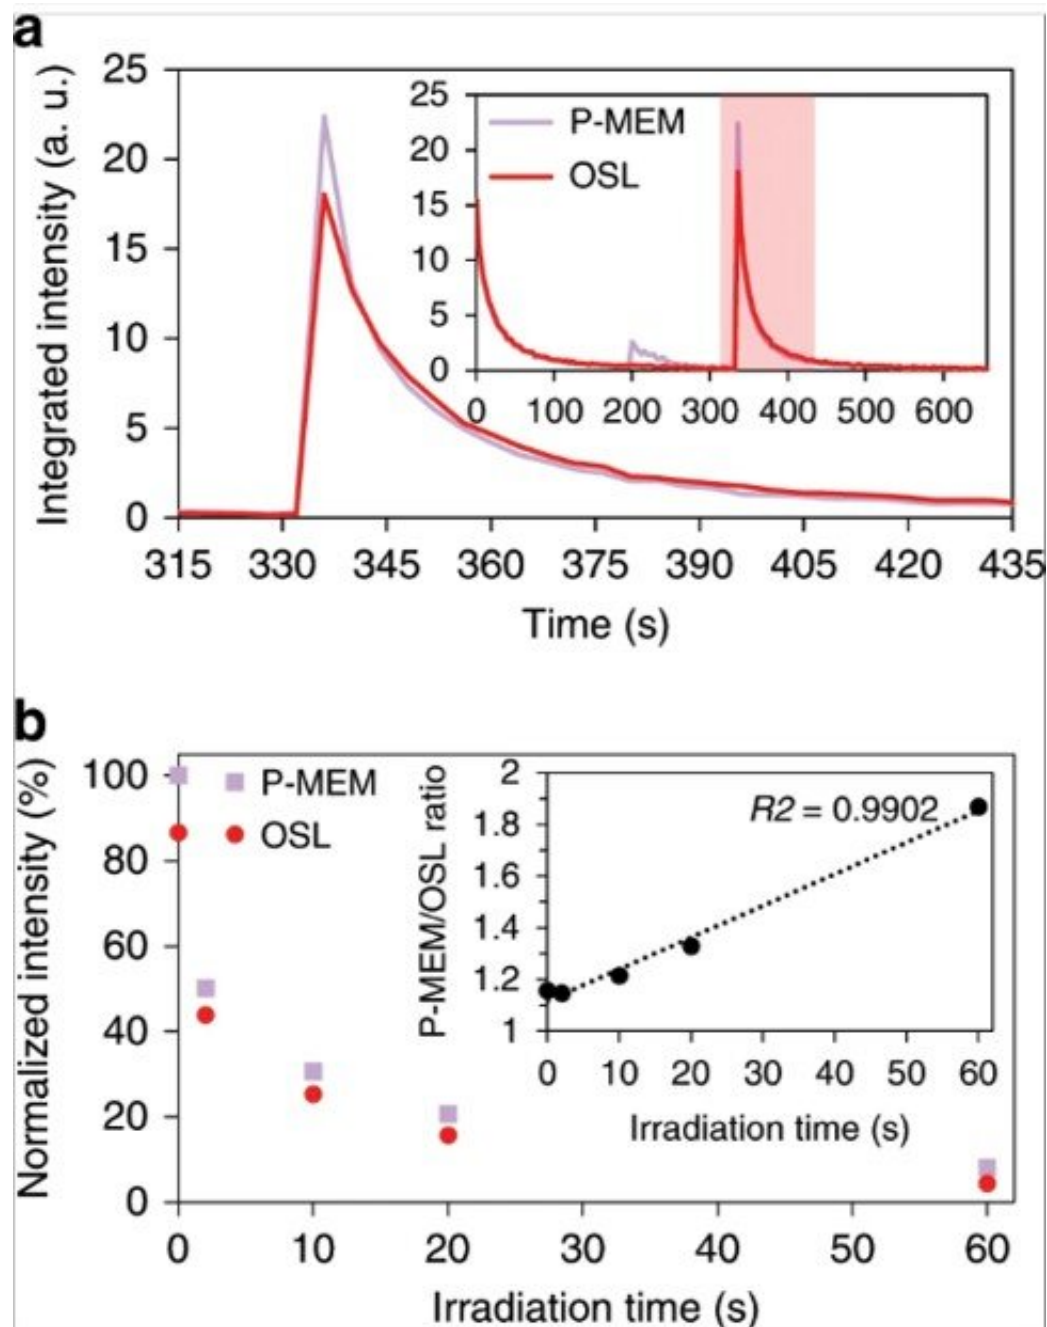 a
Integrated intensity (a. u.)
25
20
15
10
5
0
315 330 345 360 375 390 405 420 435
Time (s)
25
20
15
10
5
0
0 100 200 300 400 500 600
P-MEM
OSL
b
Normalized intensity (%)
100
80
60
40
20
0
0 10 20 30 40 50 60
Irradiation time (s)
P-MEM
OSL
P-MEM/OSL ratio
2
1.8
1.6
1.4
1.2
1
R2 = 0.9902
0 10 20 30 40 50 60
Irradiation time (s)